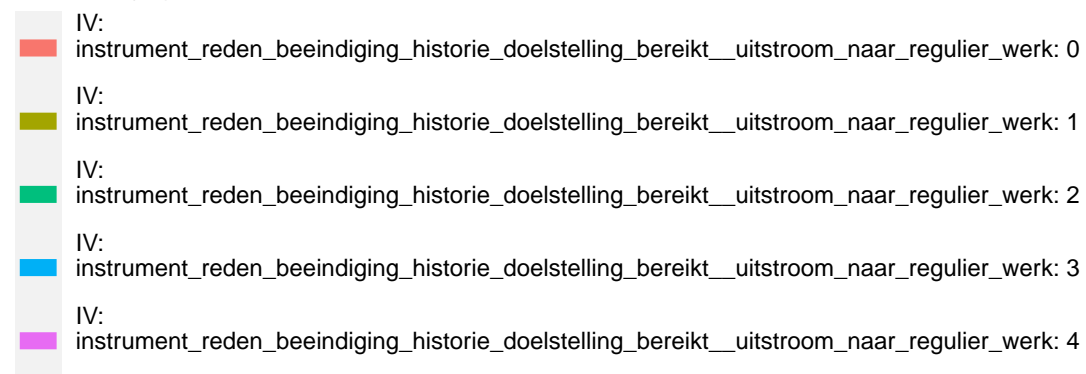 IV:
instrument_reden_beeindiging_historie_doelstelling_bereikt__uitstroom_naar_regulier_werk: 0
IV:
instrument_reden_beeindiging_historie_doelstelling_bereikt__uitstroom_naar_regulier_werk: 1
IV:
instrument_reden_beeindiging_historie_doelstelling_bereikt__uitstroom_naar_regulier_werk: 2
IV:
instrument_reden_beeindiging_historie_doelstelling_bereikt__uitstroom_naar_regulier_werk: 3
IV:
instrument_reden_beeindiging_historie_doelstelling_bereikt__uitstroom_naar_regulier_werk: 4